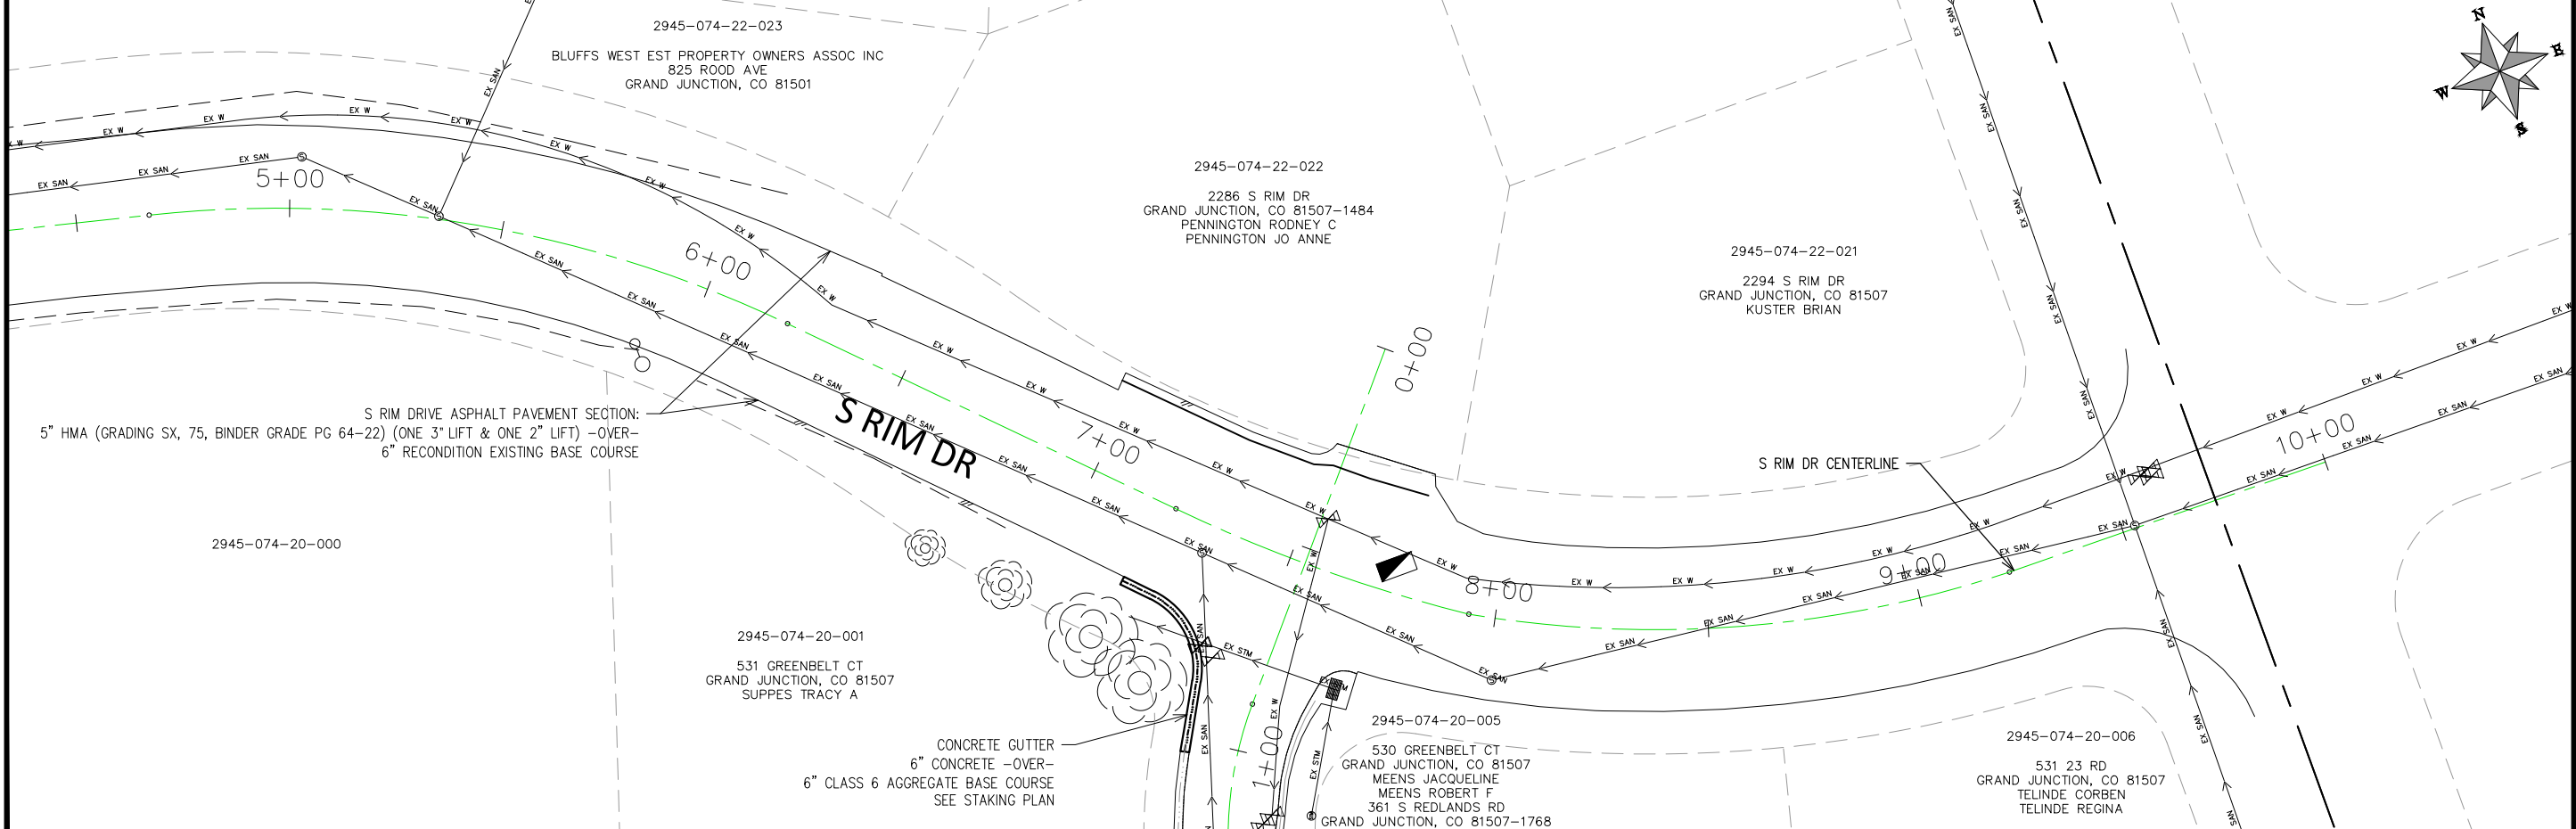 2945-074-22-023
BLUFFS WEST EST PROPERTY OWNERS ASSOC INC
825 ROOD AVE
GRAND JUNCTION, CO 81501
N
E
W
S
2945-074-22-022
2286 S RIM DR
GRAND JUNCTION, CO 81507-1484
PENNINGTON RODNEY C
PENNINGTON JO ANNE
2945-074-22-021
2294 S RIM DR
GRAND JUNCTION, CO 81507
KUSTER BRIAN
5+00
6+00
7+00
8+00
9+00
10+00
0+00
1+00
EX W
EX SAN
EX STM
S RIM DR
S RIM DRIVE ASPHALT PAVEMENT SECTION:
5" HMA (GRADING SX, 75, BINDER GRADE PG 64-22) (ONE 3" LIFT & ONE 2" LIFT) -OVER-
6" RECONDITION EXISTING BASE COURSE
S RIM DR CENTERLINE
2945-074-20-000
2945-074-20-001
531 GREENBELT CT
GRAND JUNCTION, CO 81507
SUPPES TRACY A
CONCRETE GUTTER
6" CONCRETE -OVER-
6" CLASS 6 AGGREGATE BASE COURSE
SEE STAKING PLAN
2945-074-20-005
530 GREENBELT CT
GRAND JUNCTION, CO 81507
MEENS JACQUELINE
MEENS ROBERT F
361 S REDLANDS RD
GRAND JUNCTION, CO 81507-1768
2945-074-20-006
531 23 RD
GRAND JUNCTION, CO 81507
TELINDE CORBEN
TELINDE REGINA